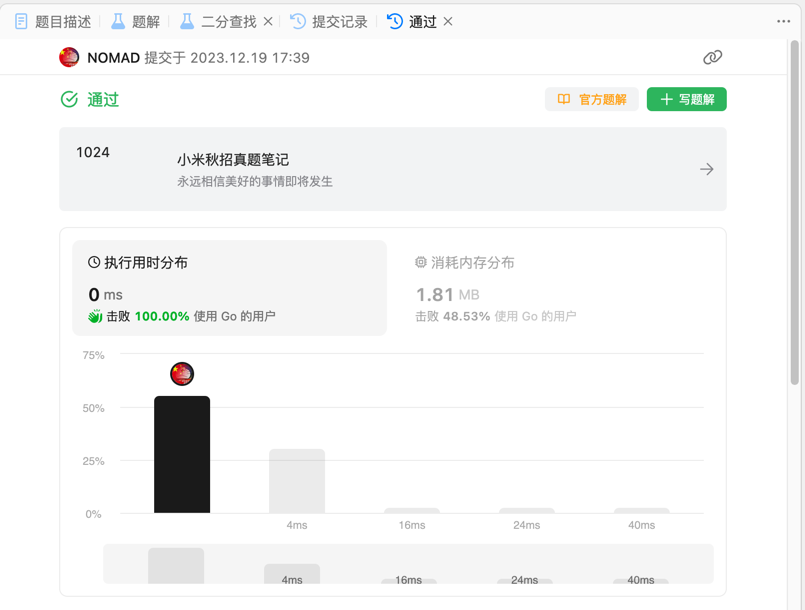 题目描述 题解 二分查找 提交记录 通过
NOMAD 提交于 2023.12.19 17:39
通过 官方题解 写题解
1024
小米秋招真题笔记
永远相信美好的事情即将发生
执行用时分布
0 ms
击败 100.00% 使用 Go 的用户
消耗内存分布
1.81 MB
击败 48.53% 使用 Go 的用户
75%
50%
25%
0%
4ms 16ms 24ms 40ms
4ms 16ms 24ms 40ms